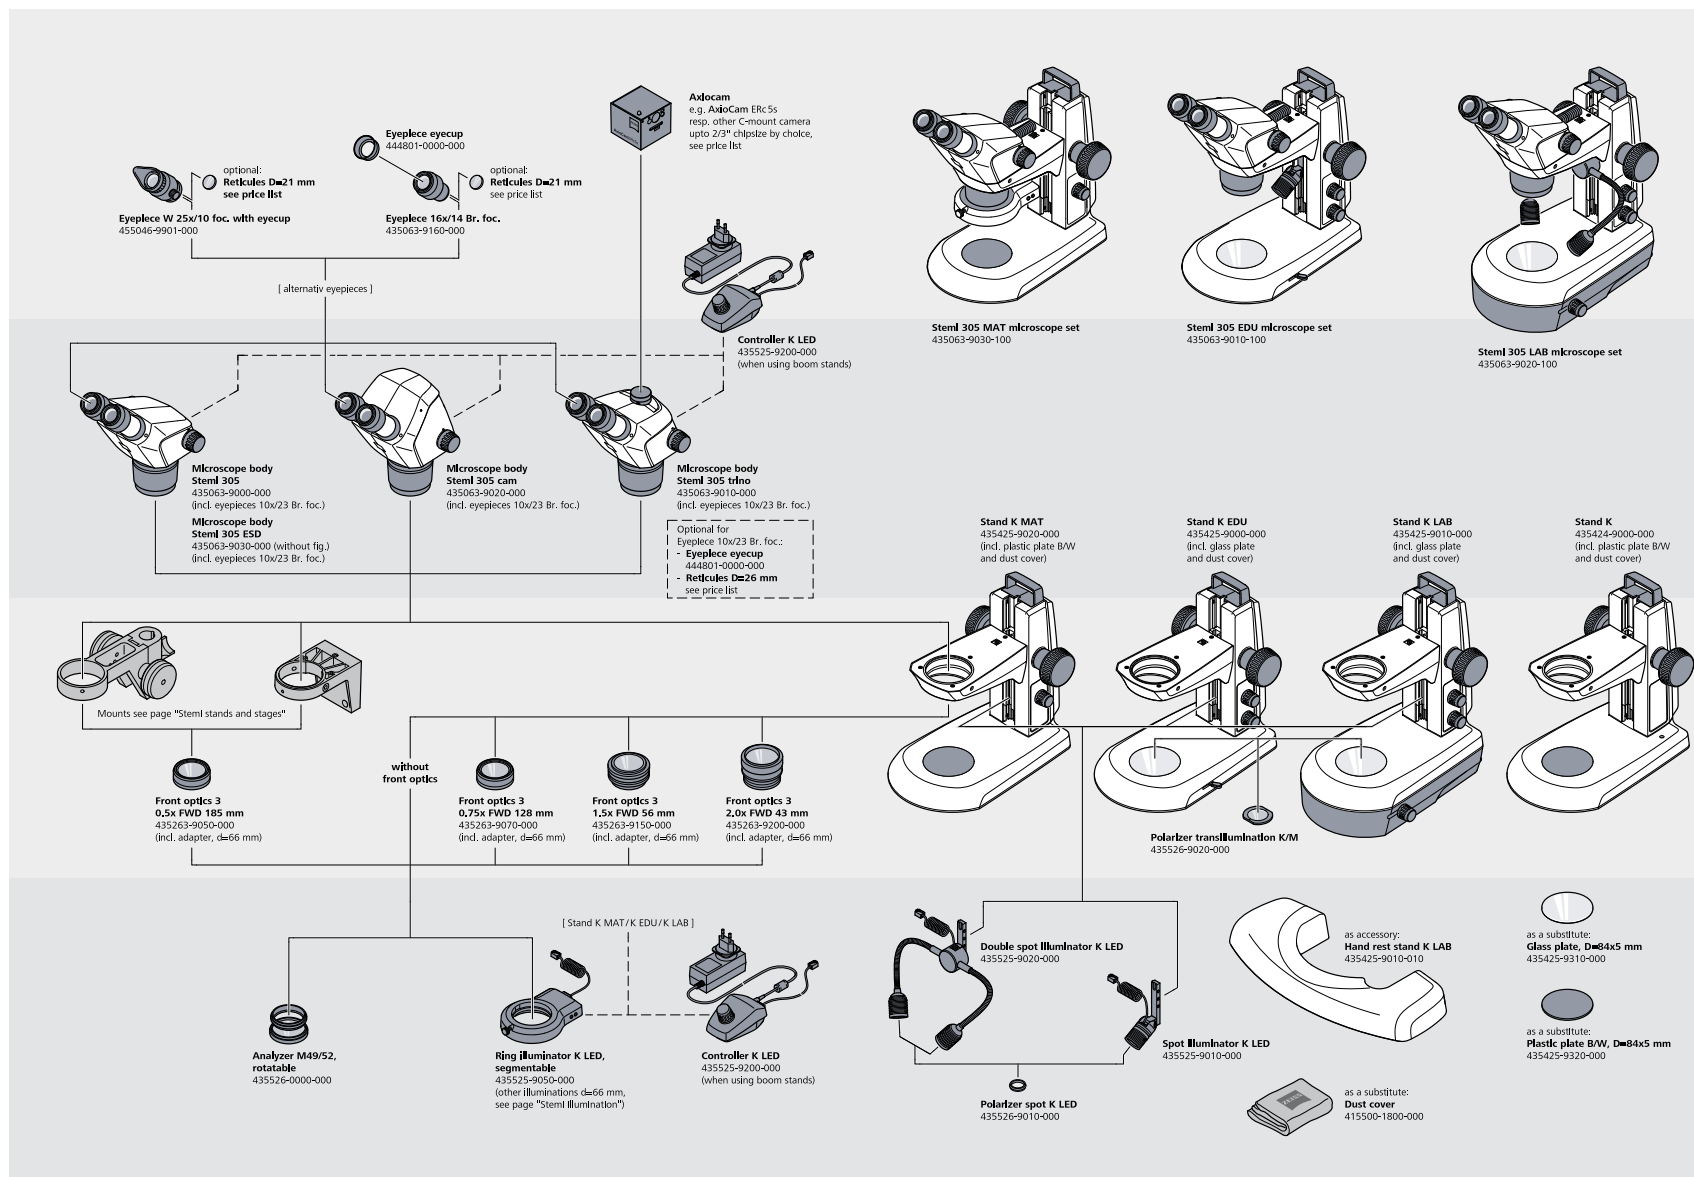 Axiocam
e.g. AxioCam ERc 5s
resp. other C-mount camera
upto 2/3" chipsize by choice,
see price list
Eyepiece eyecup
444801-0000-000
optional:
Reticules D=21 mm
see price list
optional:
Reticules D=21 mm
see price list
Eyepiece W 25x/10 foc. with eyecup
455046-9901-000
Eyepiece 16x/14 Br. foc.
435063-9160-000
[ alternativ eyepieces ]
Controller K LED
435525-9200-000
(when using boom stands)
Stemi 305 MAT microscope set
435063-9030-100
Stemi 305 EDU microscope set
435063-9010-100
Stemi 305 LAB microscope set
435063-9020-100
Microscope body
Stemi 305
435063-9000-000
(incl. eyepieces 10x/23 Br. foc.)
Microscope body
Stemi 305 ESD
435063-9030-000 (without fig.)
(incl. eyepieces 10x/23 Br. foc.)
Microscope body
Stemi 305 cam
435063-9020-000
(incl. eyepieces 10x/23 Br. foc.)
Microscope body
Stemi 305 trino
435063-9010-000
(incl. eyepieces 10x/23 Br. foc.)
Optional for
Eyepiece 10x/23 Br. foc.:
- Eyepiece eyecup
444801-0000-000
- Reticules D=26 mm
see price list
Stand K MAT
435425-9020-000
(incl. plastic plate B/W
and dust cover)
Stand K EDU
435425-9000-000
(incl. glass plate
and dust cover)
Stand K LAB
435425-9010-000
(incl. glass plate
and dust cover)
Stand K
435424-9000-000
(incl. plastic plate B/W
and dust cover)
Mounts see page "Stemi stands and stages"
without
front optics
Front optics 3
0.5x FWD 185 mm
435263-9050-000
(incl. adapter, d=66 mm)
Front optics 3
0.75x FWD 128 mm
435263-9070-000
(incl. adapter, d=66 mm)
Front optics 3
1.5x FWD 56 mm
435263-9150-000
(incl. adapter, d=66 mm)
Front optics 3
2.0x FWD 43 mm
435263-9200-000
(incl. adapter, d=66 mm)
Polarizer transillumination K/M
435526-9020-000
[ Stand K MAT/K EDU/K LAB ]
Analyzer M49/52,
rotatable
435526-0000-000
Ring illuminator K LED,
segmentable
435525-9050-000
(other illuminations d=66 mm,
see page "Stemi Illumination")
Controller K LED
435525-9200-000
(when using boom stands)
Double spot illuminator K LED
435525-9020-000
Spot illuminator K LED
435525-9010-000
Polarizer spot K LED
435526-9010-000
as accessory:
Hand rest stand K LAB
435425-9010-010
as a substitute:
Glass plate, D=84x5 mm
435425-9310-000
as a substitute:
Plastic plate B/W, D=84x5 mm
435425-9320-000
as a substitute:
Dust cover
415500-1800-000